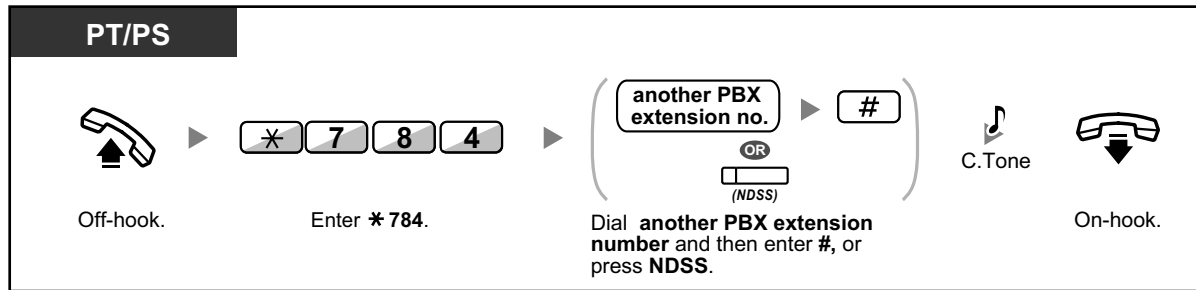 PT/PS
another PBX
extension no.
#
OR
(NDSS)
＊ 7 8 4
C.Tone
Off-hook.
Enter ＊ 784.
Dial another PBX extension
number and then enter #, or
press NDSS.
On-hook.